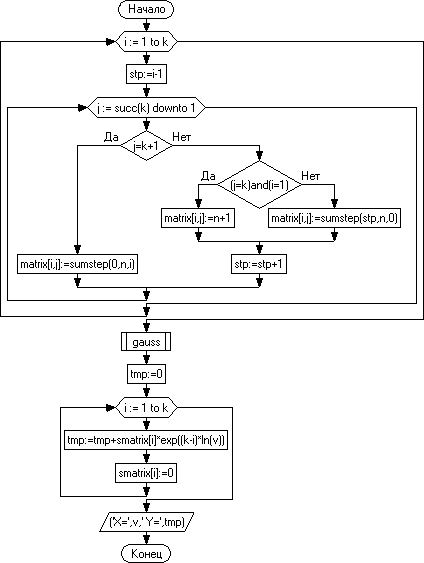 Начало
i := 1 to k
stp:=i-1
j := succ(k) downto 1
j=k+1
Да
Нет
(j=k)and(i=1)
Да
Нет
matrix[i,j]:=n+1
matrix[i,j]:=sumstep(stp,n,0)
matrix[i,j]:=sumstep(0,n,i)
stp:=stp+1
gauss
tmp:=0
i := 1 to k
tmp:=tmp+smatrix[i]*exp((k-i)*ln(v))
smatrix[i]:=0
('X=',v,' Y=',tmp)
Конец